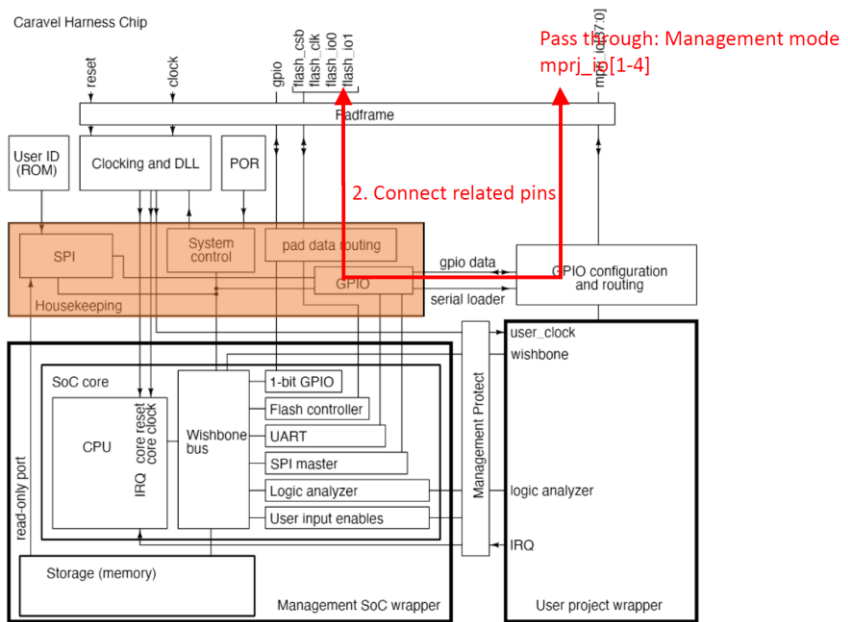 Caravel Harness Chip
Pass through: Management mode
mprj_io[1-4]
reset
clock
gpio
flash_csb
flash_clk
flash_io0
flash_io1
Padframe
User ID
(ROM)
Clocking and DLL
POR
2. Connect related pins
SPI
System
control
pad data routing
GPIO
Housekeeping
gpio data
serial loader
GPIO configuration
and routing
read-only port
SoC core
CPU
IRQ
core reset
core clock
Wishbone
bus
1-bit GPIO
Flash controller
UART
SPI master
Logic analyzer
User input enables
Storage (memory)
Management SoC wrapper
Management Protect
user_clock
wishbone
logic analyzer
IRQ
User project wrapper